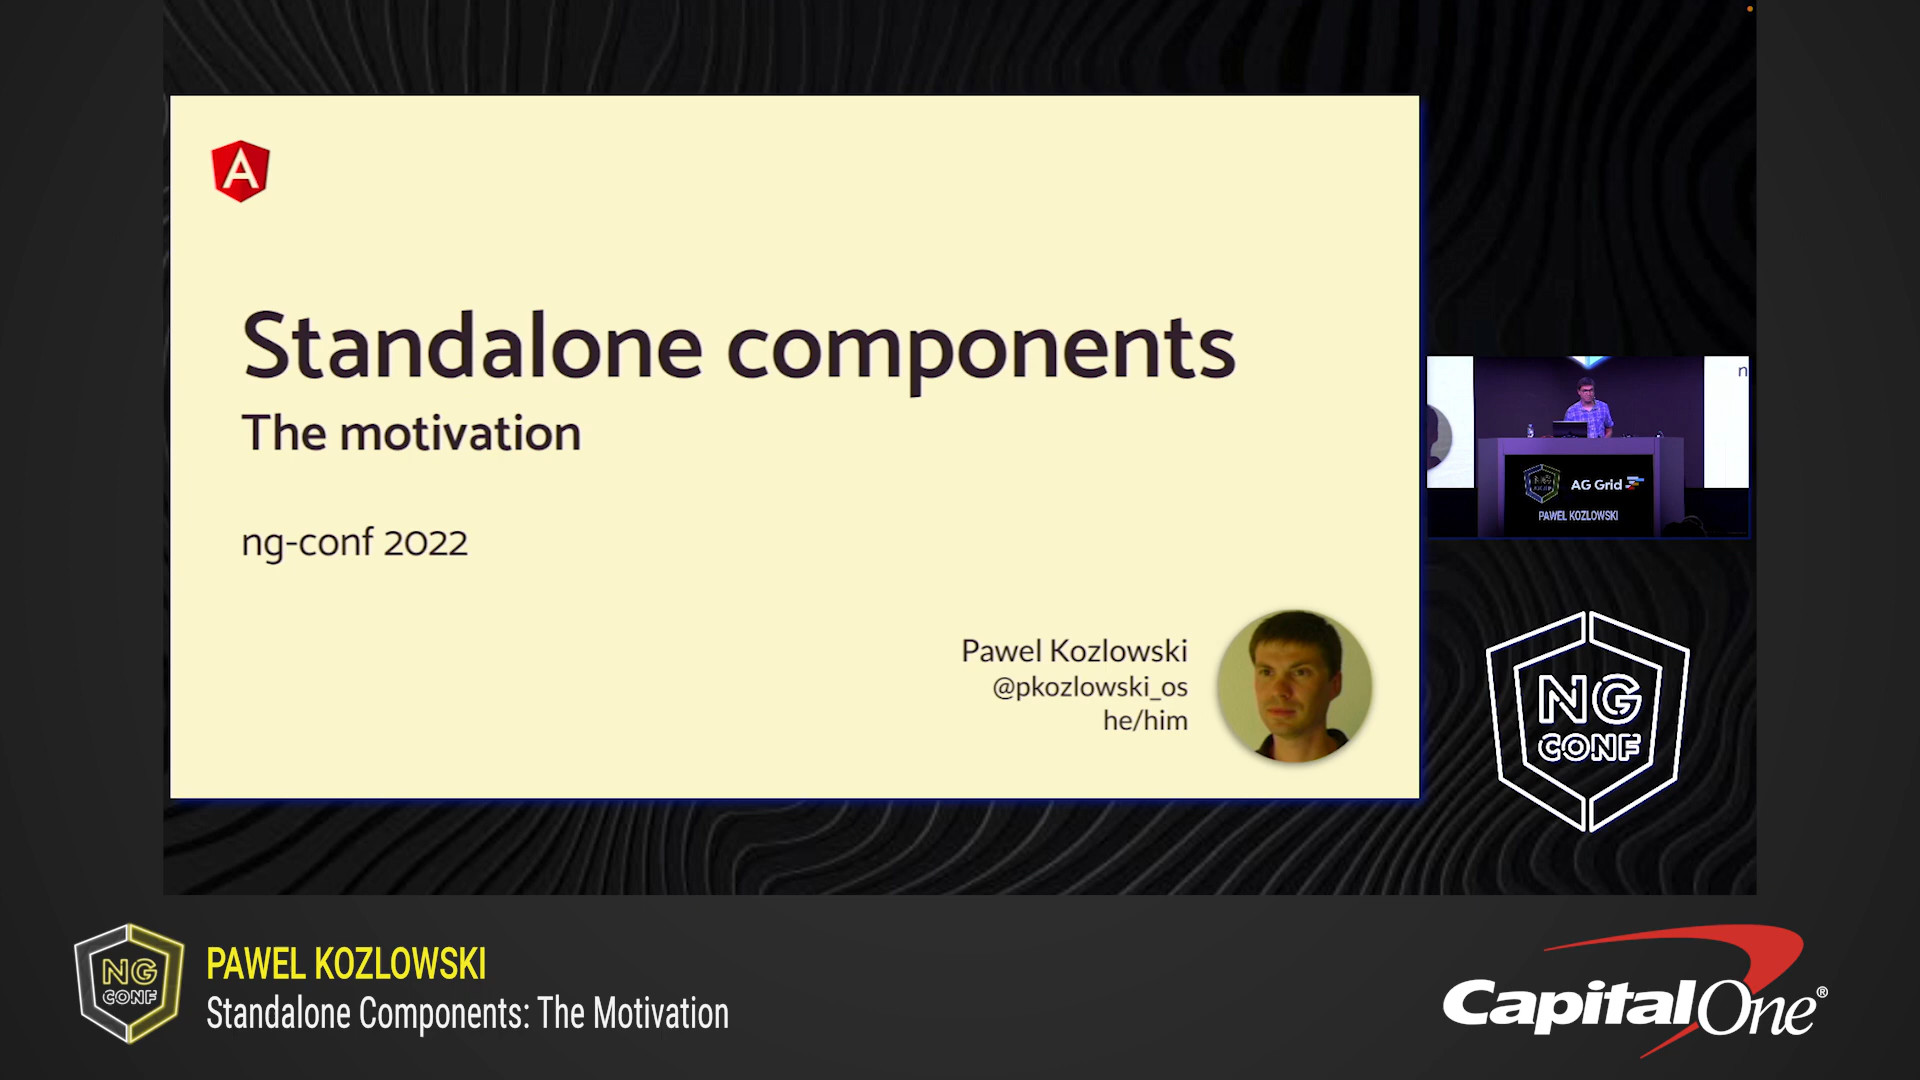 A
Standalone components
The motivation
ng-conf 2022
Pawel Kozlowski
@pkozlowski_os
he/him
n
AG Grid
PAWEL KOZLOWSKI
NG
CONF
NG
CONF
PAWEL KOZLOWSKI
Standalone Components: The Motivation
CapitalOne®